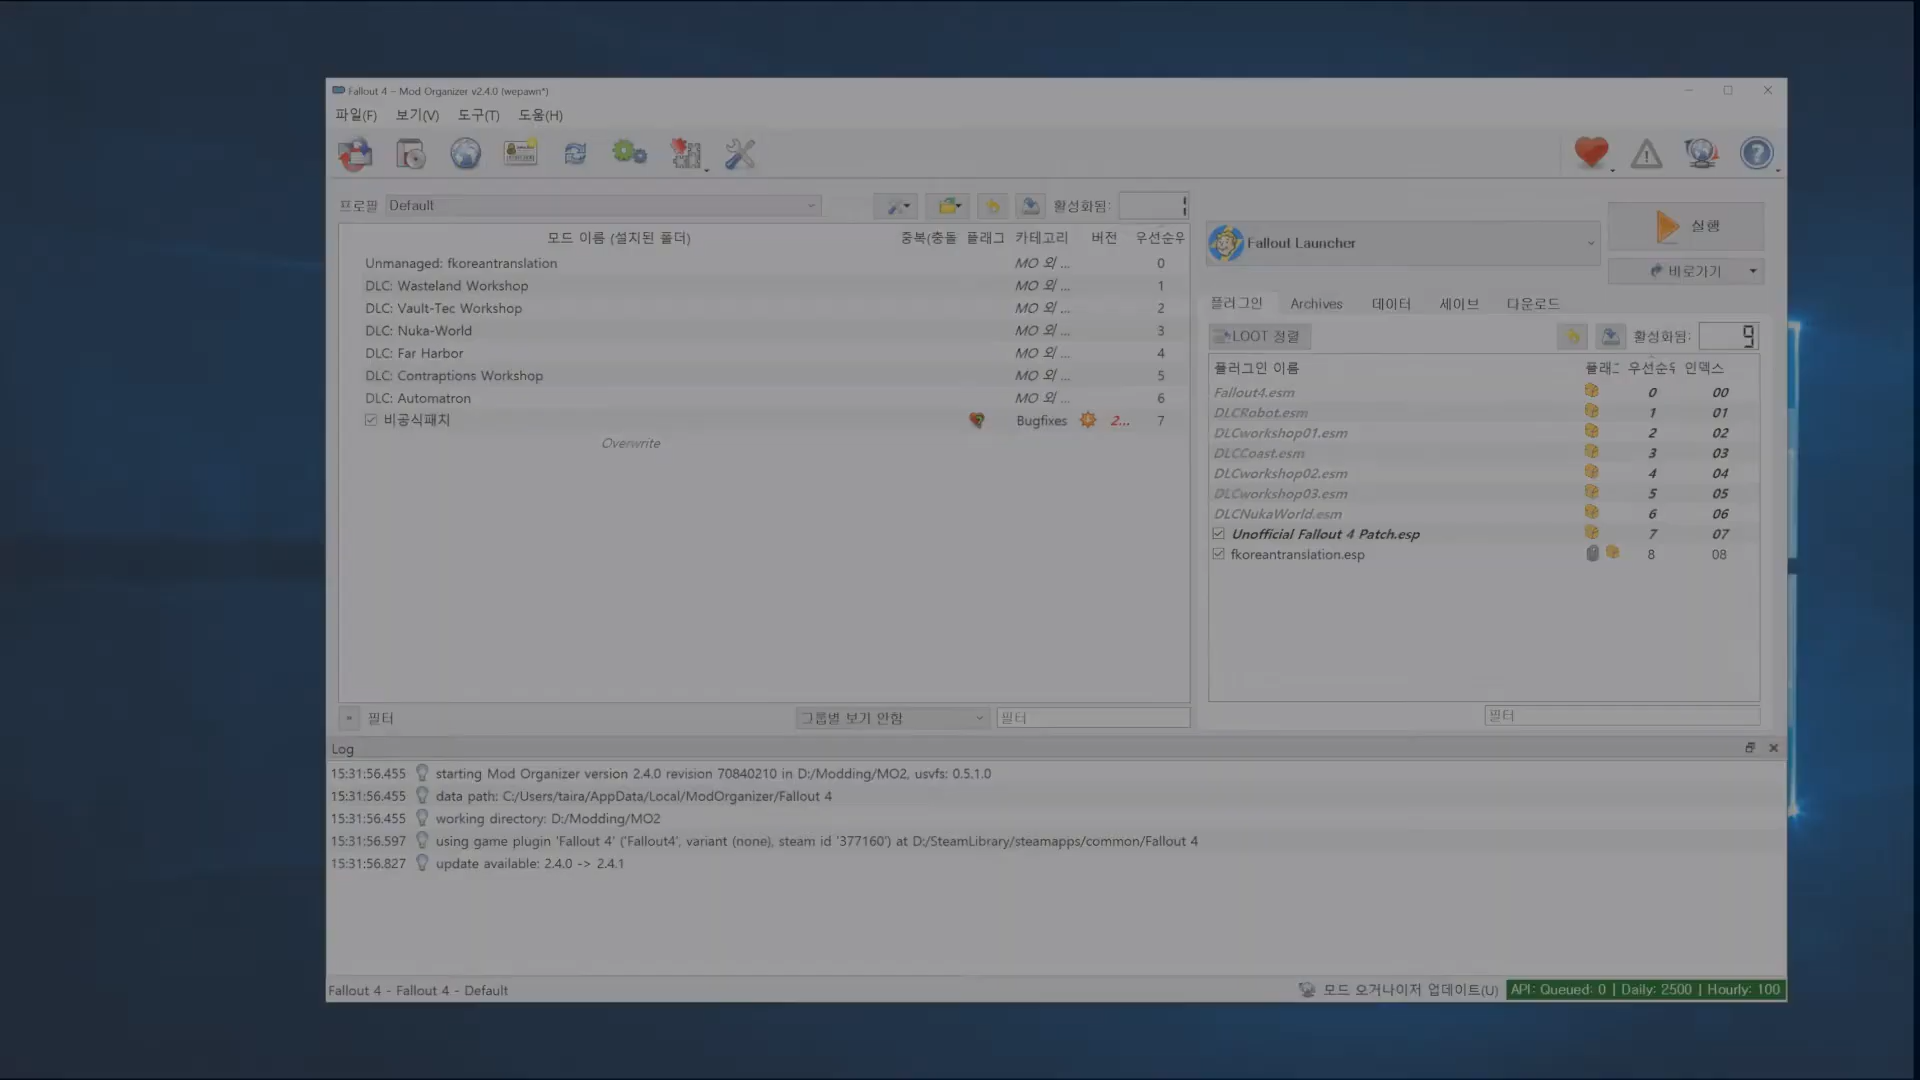 Fallout 4 – Mod Organizer v2.4.0 (wepawn*)
파일(F) 보기(V) 도구(T) 도움(H)
프로팔 Default 활성화됨: 1
모드 이름 (설치된 폴더) 중복(충돌 플래그 카테고리 버전 우선순위
Unmanaged: fkoreantranslation MO 외 ... 0
DLC: Wasteland Workshop MO 외 ... 1
DLC: Vault-Tec Workshop MO 외 ... 2
DLC: Nuka-World MO 외 ... 3
DLC: Far Harbor MO 외 ... 4
DLC: Contraptions Workshop MO 외 ... 5
DLC: Automatron MO 외 ... 6
비공식패치 Bugfixes 2... 7
Overwrite
필터 그룹별 보기 안함 필터
Fallout Launcher 실행
바로가기
플러그인 Archives 데이터 세이브 다운로드
LOOT 정렬 활성화됨: 9
플러그인 이름 플래그 우선순위 인덱스
Fallout4.esm 0 00
DLCRobot.esm 1 01
DLCworkshop01.esm 2 02
DLCCoast.esm 3 03
DLCworkshop02.esm 4 04
DLCworkshop03.esm 5 05
DLCNukaWorld.esm 6 06
Unofficial Fallout 4 Patch.esp 7 07
fkoreantranslation.esp 8 08
필터
Log
15:31:56.455 starting Mod Organizer version 2.4.0 revision 70840210 in D:/Modding/MO2, usvfs: 0.5.1.0
15:31:56.455 data path: C:/Users/taira/AppData/Local/ModOrganizer/Fallout 4
15:31:56.455 working directory: D:/Modding/MO2
15:31:56.597 using game plugin 'Fallout 4' ('Fallout4', variant (none), steam id '377160') at D:/SteamLibrary/steamapps/common/Fallout 4
15:31:56.827 update available: 2.4.0 -> 2.4.1
Fallout 4 - Fallout 4 - Default 모드 오거나이저 업데이트(U) API: Queued: 0 | Daily: 2500 | Hourly: 100